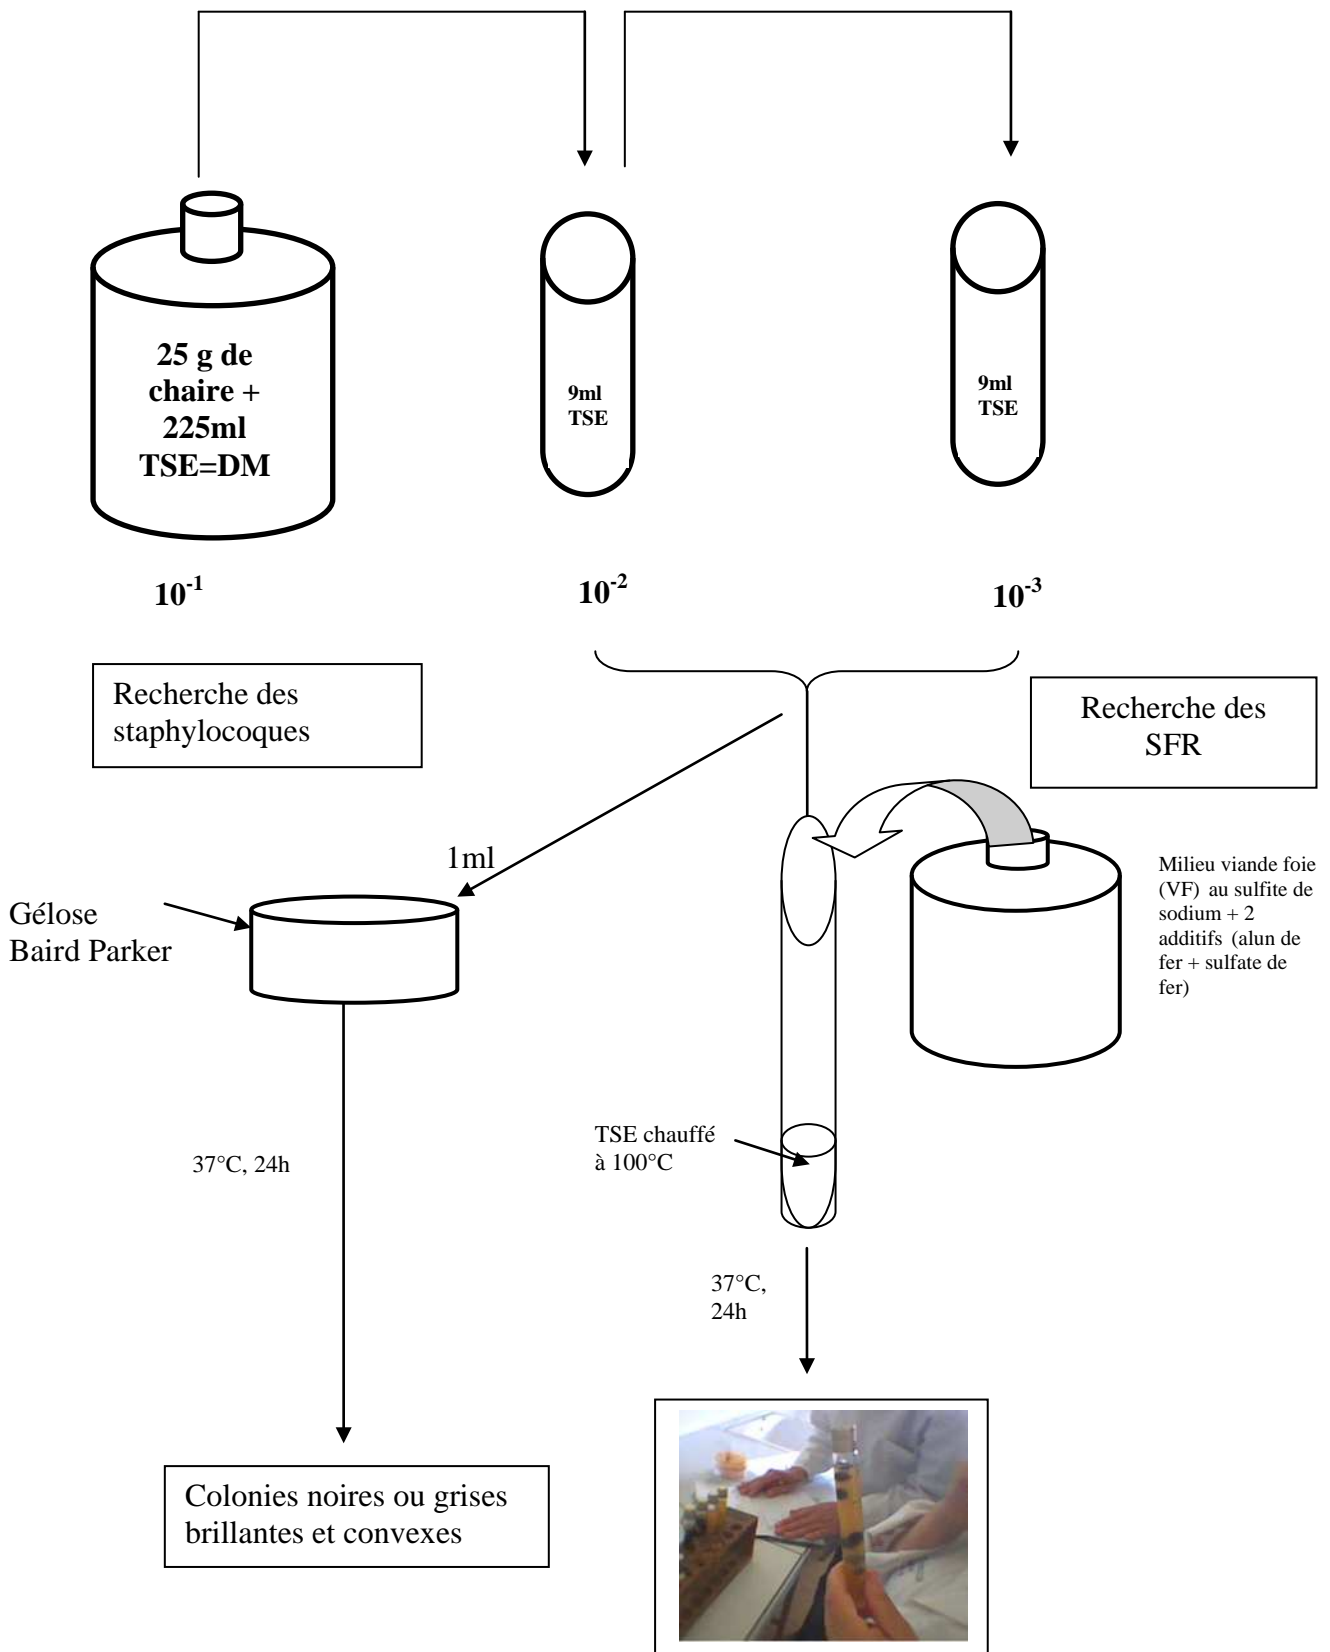 25 g de
chaire +
225ml
TSE=DM
9ml
TSE
9ml
TSE
10⁻¹
10⁻²
10⁻³
Recherche des
staphylocoques
Recherche des
SFR
1ml
Gélose
Baird Parker
Milieu viande foie
(VF) au sulfite de
sodium + 2
additifs (alun de
fer + sulfate de
fer)
TSE chauffé
à 100°C
37°C, 24h
37°C,
24h
Colonies noires ou grises
brillantes et convexes